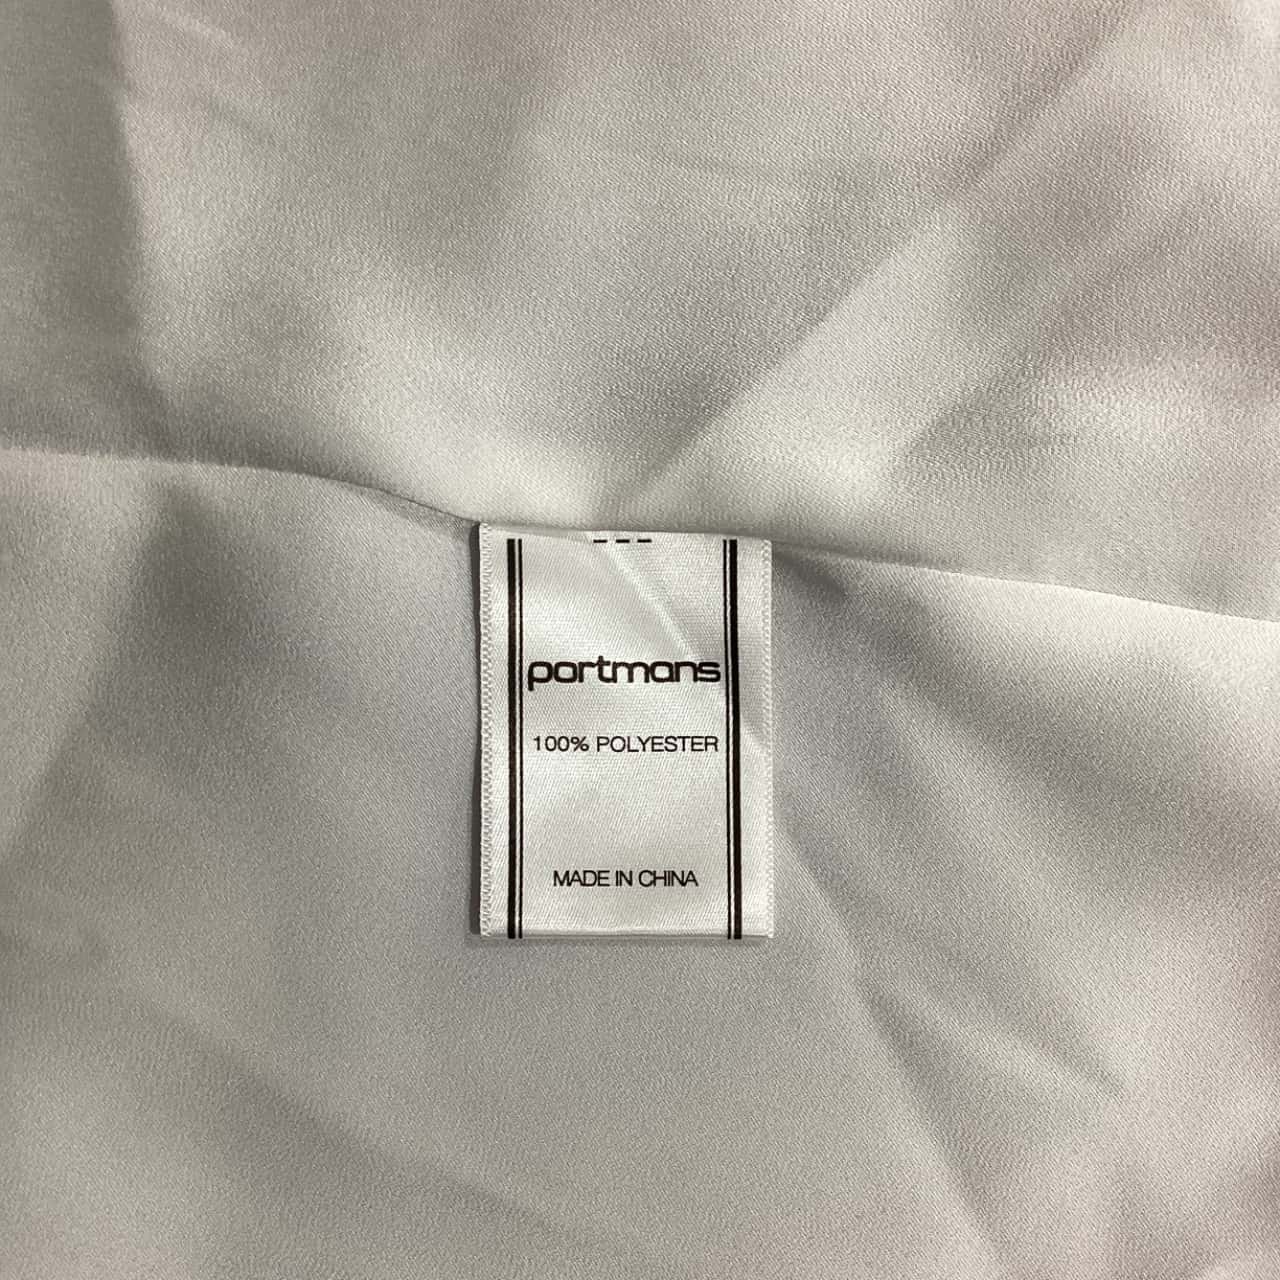 portmans
100% POLYESTER
MADE IN CHINA